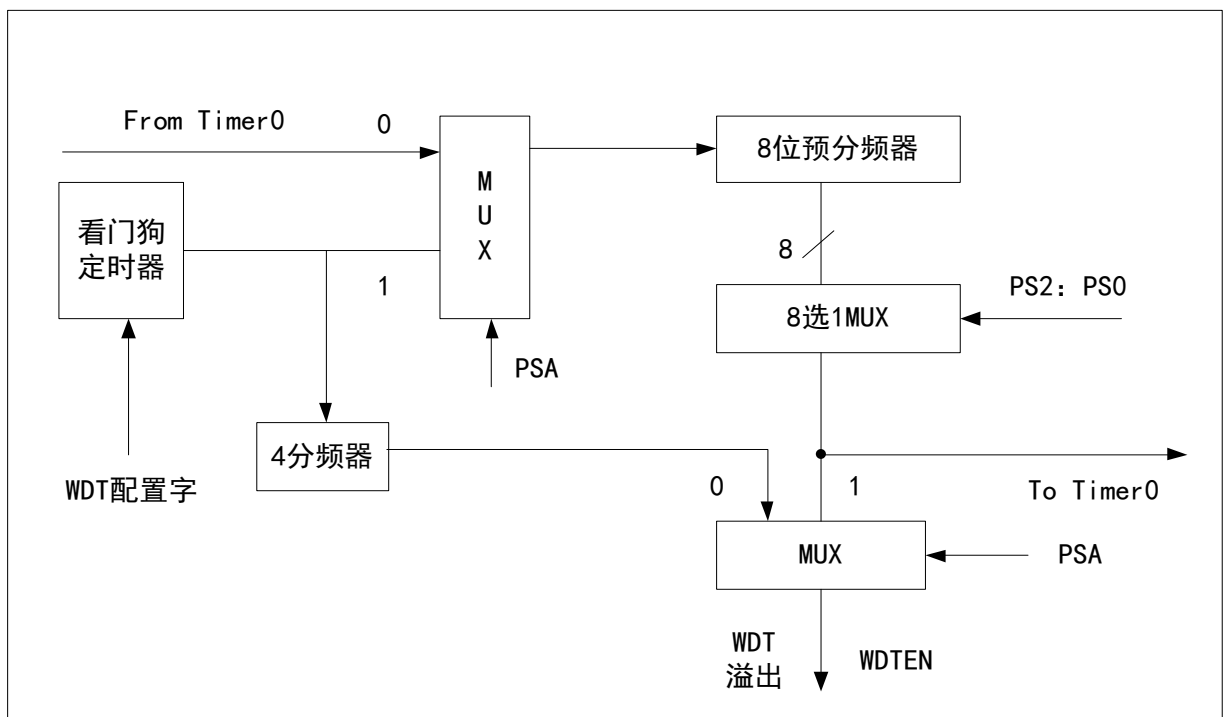 From Timer0
0
MUX
8位预分频器
看门狗
定时器
1
8
PS2：PS0
8选1MUX
PSA
4分频器
WDT配置字
0
1
To Timer0
MUX
PSA
WDT
溢出
WDTEN